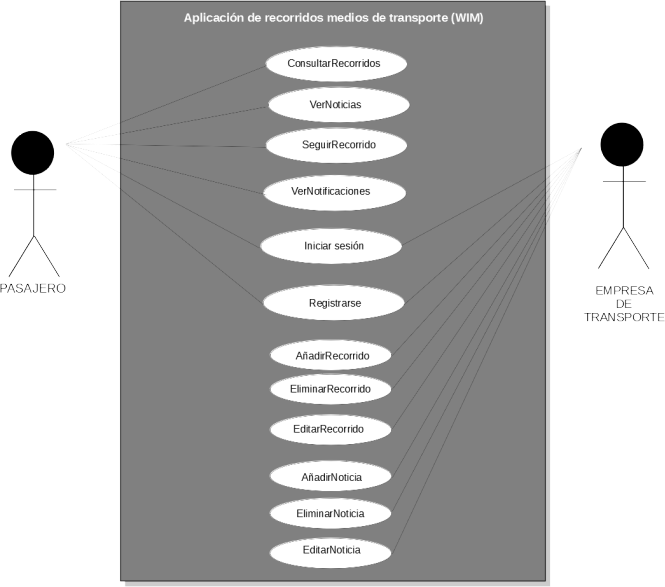 Aplicación de recorridos medios de transporte (WIM)
ConsultarRecorridos
VerNoticias
SeguirRecorrido
VerNotificaciones
Iniciar sesión
Registrarse
AñadirRecorrido
EliminarRecorrido
EditarRecorrido
AñadirNoticia
EliminarNoticia
EditarNoticia
PASAJERO
EMPRESA
DE
TRANSPORTE